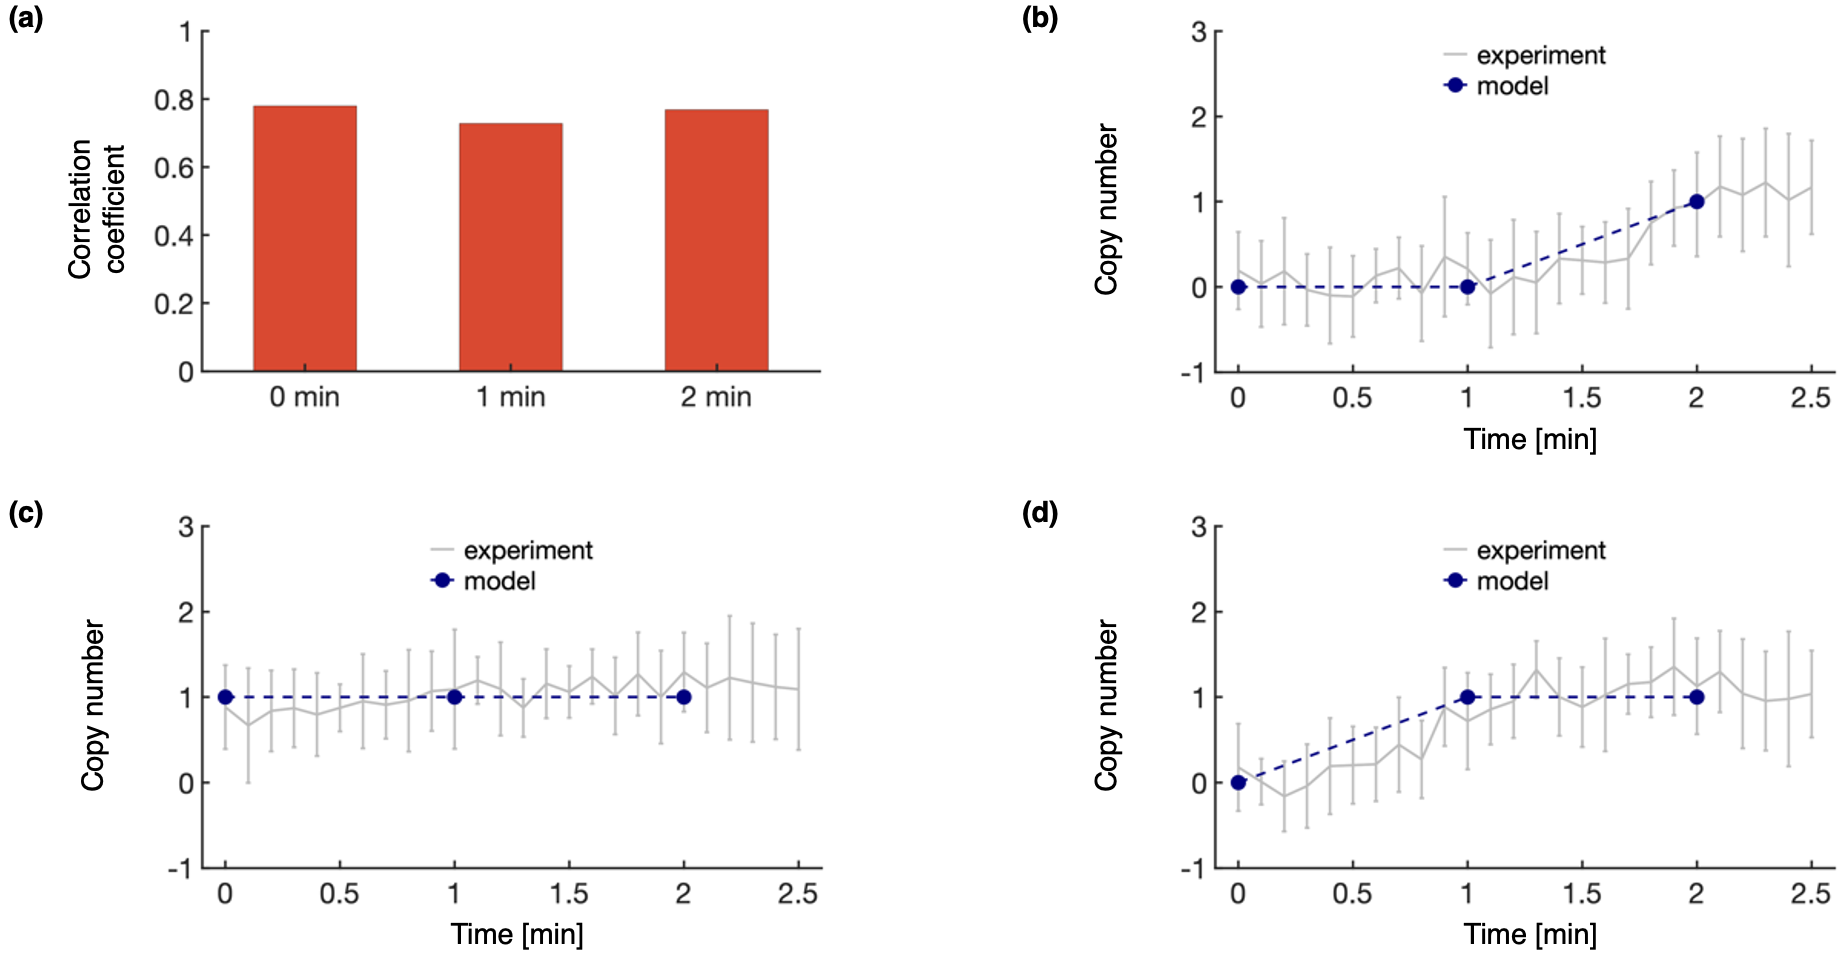 (a)
Correlation
coefficient
1
0.8
0.6
0.4
0.2
0
0 min
1 min
2 min
(b)
Copy number
3
2
1
0
-1
experiment
model
0
0.5
1
1.5
2
2.5
Time [min]
(c)
Copy number
3
2
1
0
-1
experiment
model
0
0.5
1
1.5
2
2.5
Time [min]
(d)
Copy number
3
2
1
0
-1
experiment
model
0
0.5
1
1.5
2
2.5
Time [min]